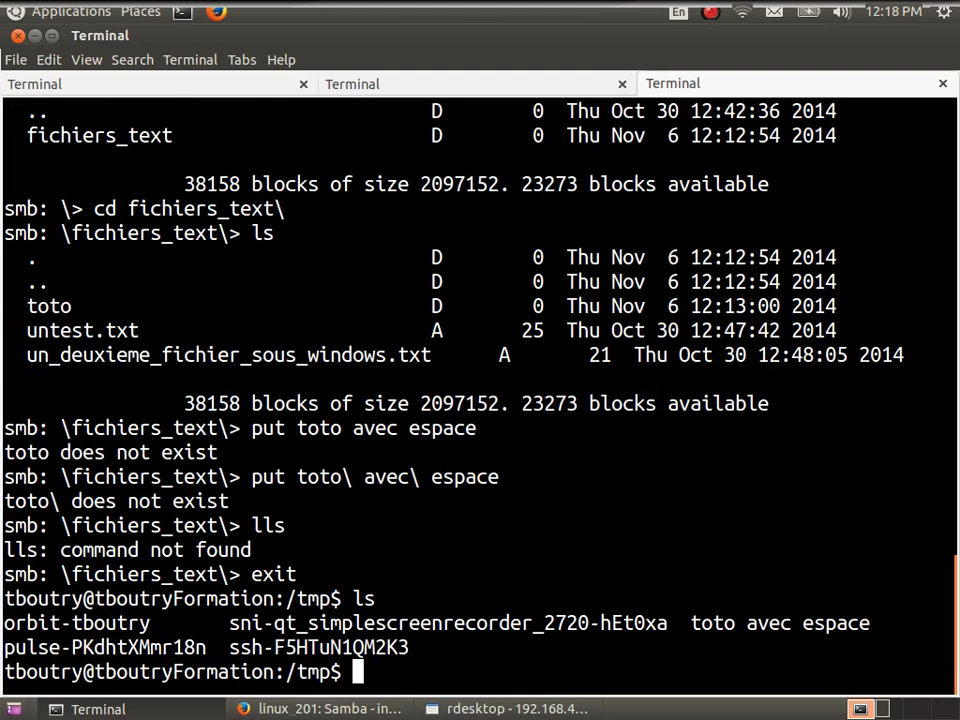 Applications Places En 12:18 PM
Terminal
File Edit View Search Terminal Tabs Help
Terminal Terminal Terminal
.. D 0 Thu Oct 30 12:42:36 2014
fichiers_text D 0 Thu Nov 6 12:12:54 2014
38158 blocks of size 2097152. 23273 blocks available
smb: \> cd fichiers_text\
smb: \fichiers_text\> ls
. D 0 Thu Nov 6 12:12:54 2014
.. D 0 Thu Nov 6 12:12:54 2014
toto D 0 Thu Nov 6 12:13:00 2014
untest.txt A 25 Thu Oct 30 12:47:42 2014
un_deuxieme_fichier_sous_windows.txt A 21 Thu Oct 30 12:48:05 2014
38158 blocks of size 2097152. 23273 blocks available
smb: \fichiers_text\> put toto avec espace
toto does not exist
smb: \fichiers_text\> put toto\ avec\ espace
toto\ does not exist
smb: \fichiers_text\> lls
lls: command not found
smb: \fichiers_text\> exit
tboutry@tboutryFormation:/tmp$ ls
orbit-tboutry sni-qt_simplescreenrecorder_2720-hEt0xa toto avec espace
pulse-PKdhtXMmr18n ssh-F5HTuN1QM2K3
tboutry@tboutryFormation:/tmp$
Terminal linux_201: Samba - in... rdesktop - 192.168.4...